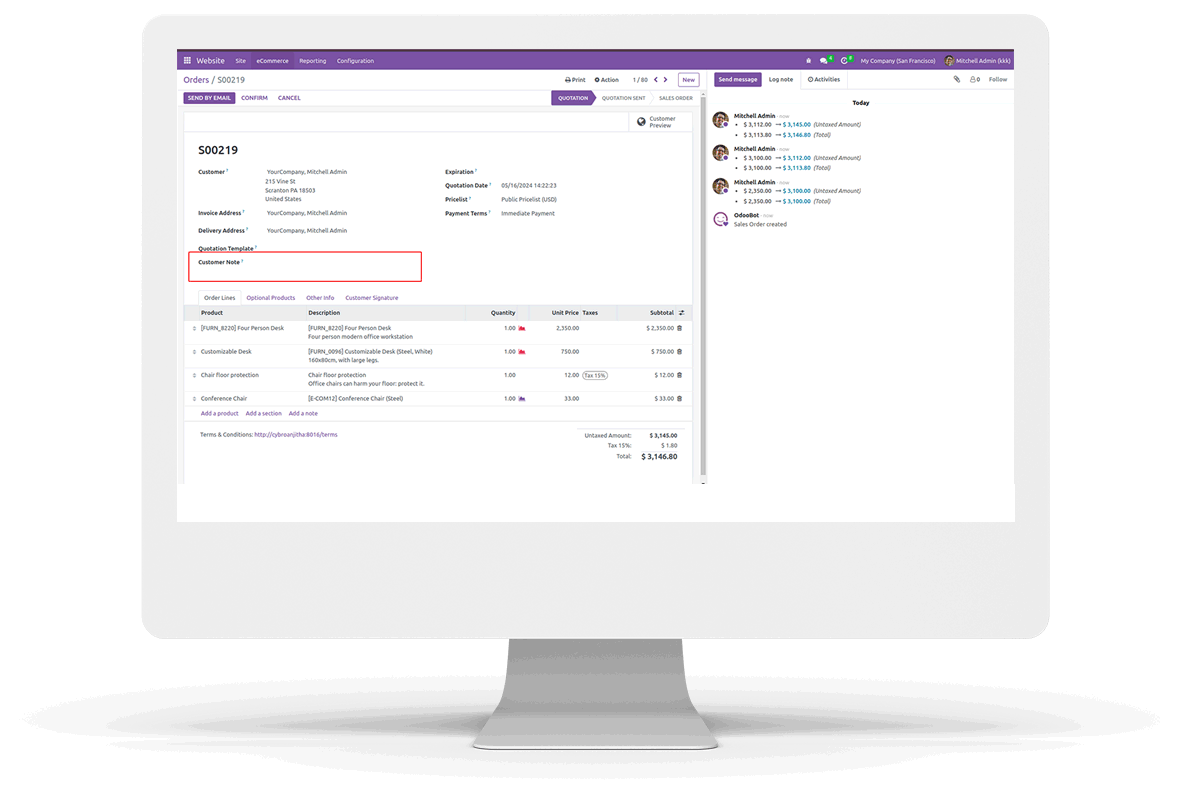 Website Site eCommerce Reporting Configuration 4 2 My Company (San Francisco) Mitchell Admin (kkk)
Orders / S00219 Print Action 1 / 80 New
Send message Log note Activities 0 Follow
SEND BY EMAIL CONFIRM CANCEL QUOTATION QUOTATION SENT SALES ORDER
Customer
Preview
S00219
Customer ? YourCompany, Mitchell Admin
215 Vine St
Scranton PA 18503
United States
Invoice Address ? YourCompany, Mitchell Admin
Delivery Address ? YourCompany, Mitchell Admin
Quotation Template ?
Customer Note ?
Expiration ?
Quotation Date ? 05/16/2024 14:22:23
Pricelist ? Public Pricelist (USD)
Payment Terms ? Immediate Payment
Order Lines Optional Products Other Info Customer Signature
Product Description Quantity Unit Price Taxes Subtotal
[FURN_8220] Four Person Desk [FURN_8220] Four Person Desk 1.00 2,350.00 $ 2,350.00
Four person modern office workstation
Customizable Desk [FURN_0096] Customizable Desk (Steel, White) 1.00 750.00 $ 750.00
160x80cm, with large legs.
Chair floor protection Chair floor protection 1.00 12.00 Tax 15% $ 12.00
Office chairs can harm your floor: protect it.
Conference Chair [E-COM12] Conference Chair (Steel) 1.00 33.00 $ 33.00
Add a product Add a section Add a note
Terms & Conditions: http://cybroanjitha:8016/terms
Untaxed Amount: $ 3,145.00
Tax 15%: $ 1.80
Total: $ 3,146.80
Today
Mitchell Admin - now
• $ 3,112.00 → $ 3,145.00 (Untaxed Amount)
• $ 3,113.80 → $ 3,146.80 (Total)
Mitchell Admin - now
• $ 3,100.00 → $ 3,112.00 (Untaxed Amount)
• $ 3,100.00 → $ 3,113.80 (Total)
Mitchell Admin - now
• $ 2,350.00 → $ 3,100.00 (Untaxed Amount)
• $ 2,350.00 → $ 3,100.00 (Total)
OdooBot - now
Sales Order created